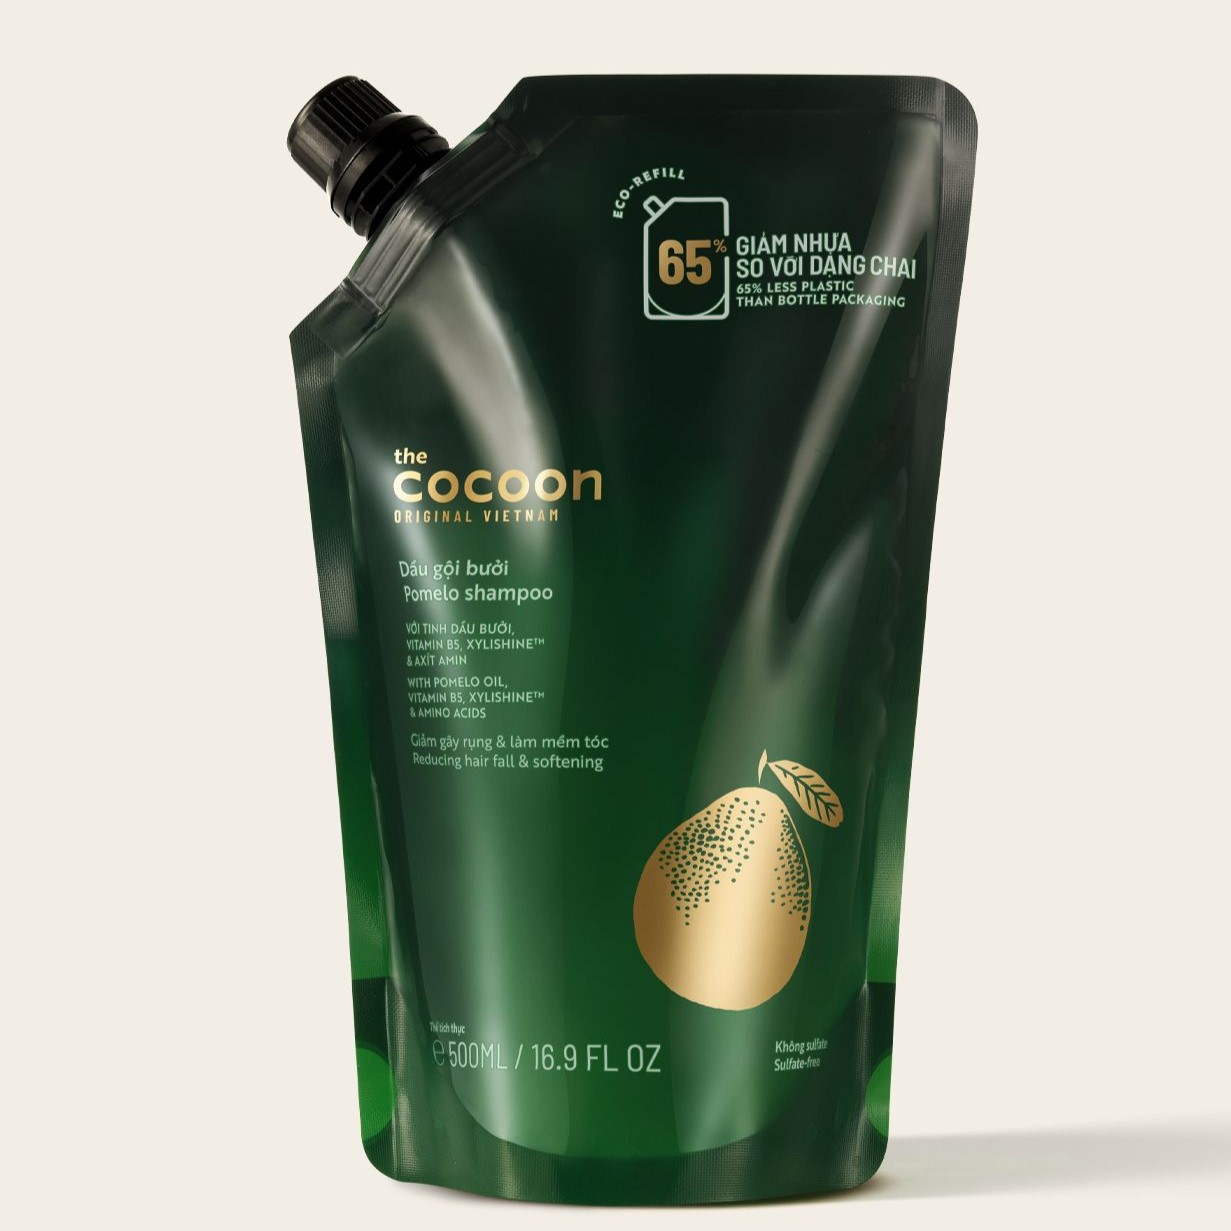 ECO-REFILL
65%
GIẢM NHỰA
SO VỚI DẠNG CHAI
65% LESS PLASTIC
THAN BOTTLE PACKAGING
the
cocoon
ORIGINAL VIETNAM
Dầu gội bưởi
Pomelo shampoo
VỚI TINH DẦU BƯỞI,
VITAMIN B5, XYLISHINE™
& AXÍT AMIN
WITH POMELO OIL,
VITAMIN B5, XYLISHINE™
& AMINO ACIDS
Giảm gãy rụng & làm mềm tóc
Reducing hair fall & softening
Thể tích thực
℮ 500ML / 16.9 FL OZ
Không sulfate
Sulfate-free